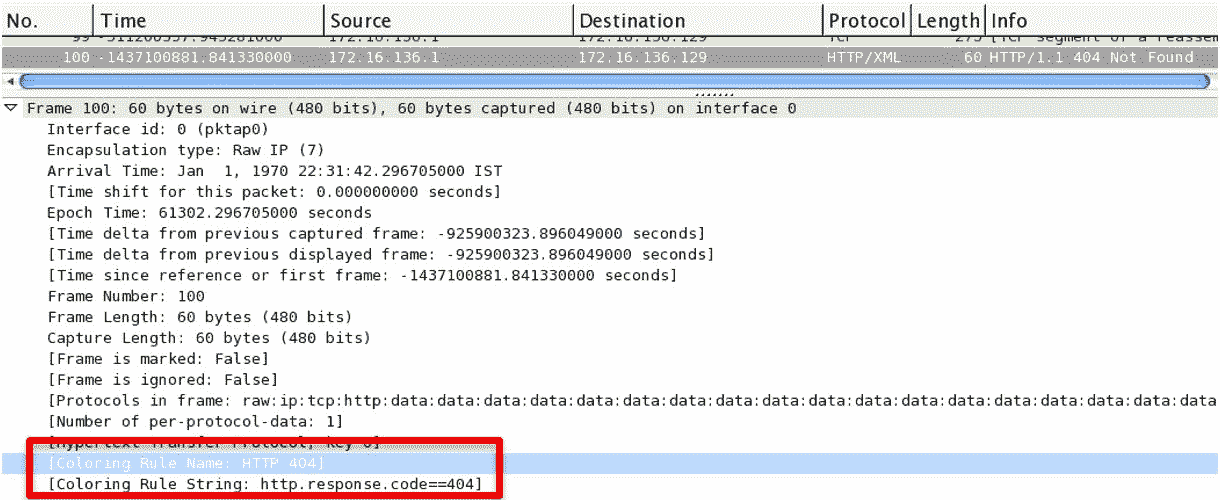 No. Time Source Destination Protocol Length Info
99 -511200557.945281000 172.16.136.1 172.16.136.129 TCP 275 [TCP segment of a reassem
100 -1437100881.841330000 172.16.136.1 172.16.136.129 HTTP/XML 60 HTTP/1.1 404 Not Found
Frame 100: 60 bytes on wire (480 bits), 60 bytes captured (480 bits) on interface 0
Interface id: 0 (pktap0)
Encapsulation type: Raw IP (7)
Arrival Time: Jan  1, 1970 22:31:42.296705000 IST
[Time shift for this packet: 0.000000000 seconds]
Epoch Time: 61302.296705000 seconds
[Time delta from previous captured frame: -925900323.896049000 seconds]
[Time delta from previous displayed frame: -925900323.896049000 seconds]
[Time since reference or first frame: -1437100881.841330000 seconds]
Frame Number: 100
Frame Length: 60 bytes (480 bits)
Capture Length: 60 bytes (480 bits)
[Frame is marked: False]
[Frame is ignored: False]
[Protocols in frame: raw:ip:tcp:http:data:data:data:data:data:data:data:data:data:data:data:data:data:data:data:data:data:data
[Number of per-protocol-data: 1]
[Hypertext Transfer Protocol, key 0]
[Coloring Rule Name: HTTP 404]
[Coloring Rule String: http.response.code==404]